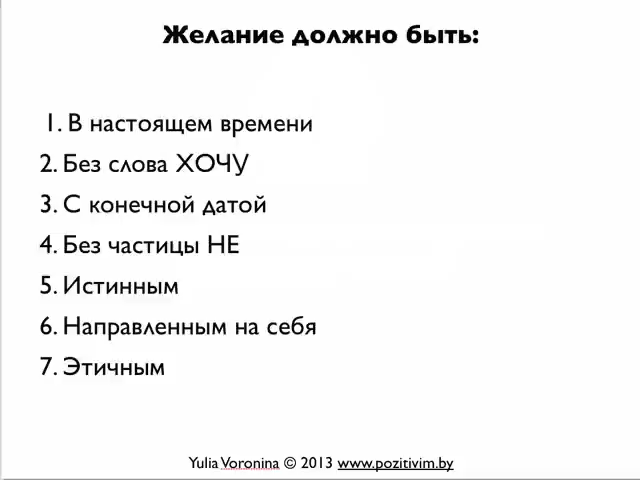 Желание должно быть:
1. В настоящем времени
2. Без слова ХОЧУ
3. С конечной датой
4. Без частицы НЕ
5. Истинным
6. Направленным на себя
7. Этичным
Yulia Voronina © 2013 www.pozitivim.by